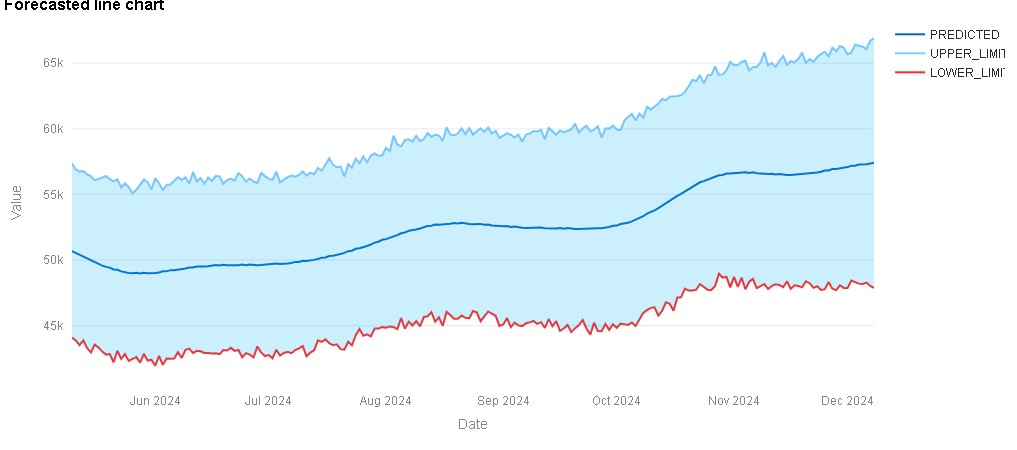 Forecasted line chart
PREDICTED
UPPER_LIMIT
LOWER_LIMI
65k
60k
55k
50k
45k
Value
Jun 2024 Jul 2024 Aug 2024 Sep 2024 Oct 2024 Nov 2024 Dec 2024
Date